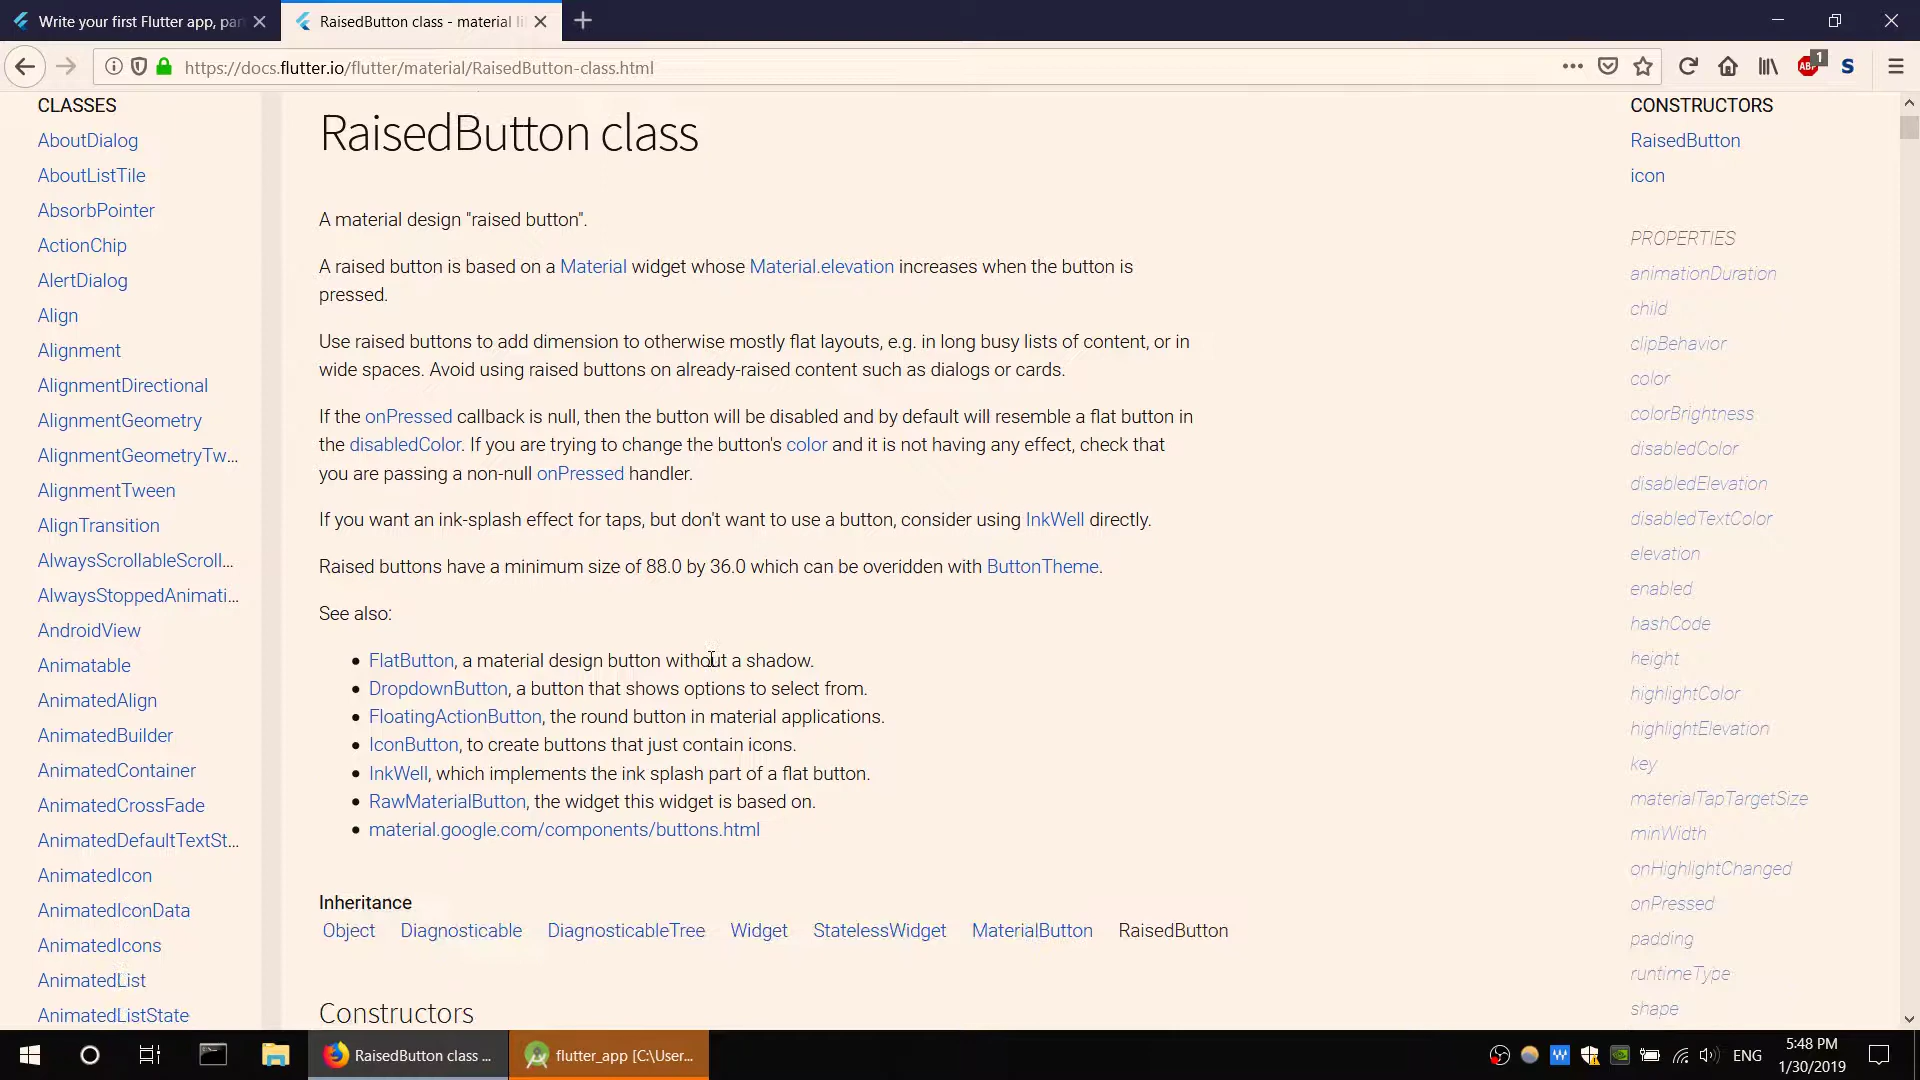 Write your first Flutter app, par
RaisedButton class - material li
https://docs.flutter.io/flutter/material/RaisedButton-class.html
ABP
1
S
CLASSES
AboutDialog
AboutListTile
AbsorbPointer
ActionChip
AlertDialog
Align
Alignment
AlignmentDirectional
AlignmentGeometry
AlignmentGeometryTw...
AlignmentTween
AlignTransition
AlwaysScrollableScroll...
AlwaysStoppedAnimati...
AndroidView
Animatable
AnimatedAlign
AnimatedBuilder
AnimatedContainer
AnimatedCrossFade
AnimatedDefaultTextSt...
AnimatedIcon
AnimatedIconData
AnimatedIcons
AnimatedList
AnimatedListState
RaisedButton class
A material design "raised button".
A raised button is based on a Material widget whose Material.elevation increases when the button is
pressed.
Use raised buttons to add dimension to otherwise mostly flat layouts, e.g. in long busy lists of content, or in
wide spaces. Avoid using raised buttons on already-raised content such as dialogs or cards.
If the onPressed callback is null, then the button will be disabled and by default will resemble a flat button in
the disabledColor. If you are trying to change the button's color and it is not having any effect, check that
you are passing a non-null onPressed handler.
If you want an ink-splash effect for taps, but don't want to use a button, consider using InkWell directly.
Raised buttons have a minimum size of 88.0 by 36.0 which can be overidden with ButtonTheme.
See also:
• FlatButton, a material design button without a shadow.
• DropdownButton, a button that shows options to select from.
• FloatingActionButton, the round button in material applications.
• IconButton, to create buttons that just contain icons.
• InkWell, which implements the ink splash part of a flat button.
• RawMaterialButton, the widget this widget is based on.
• material.google.com/components/buttons.html
Inheritance
Object Diagnosticable DiagnosticableTree Widget StatelessWidget MaterialButton RaisedButton
Constructors
CONSTRUCTORS
RaisedButton
icon
PROPERTIES
animationDuration
child
clipBehavior
color
colorBrightness
disabledColor
disabledElevation
disabledTextColor
elevation
enabled
hashCode
height
highlightColor
highlightElevation
key
materialTapTargetSize
minWidth
onHighlightChanged
onPressed
padding
runtimeType
shape
RaisedButton class ...
flutter_app [C:\User...
ENG
5:48 PM
1/30/2019